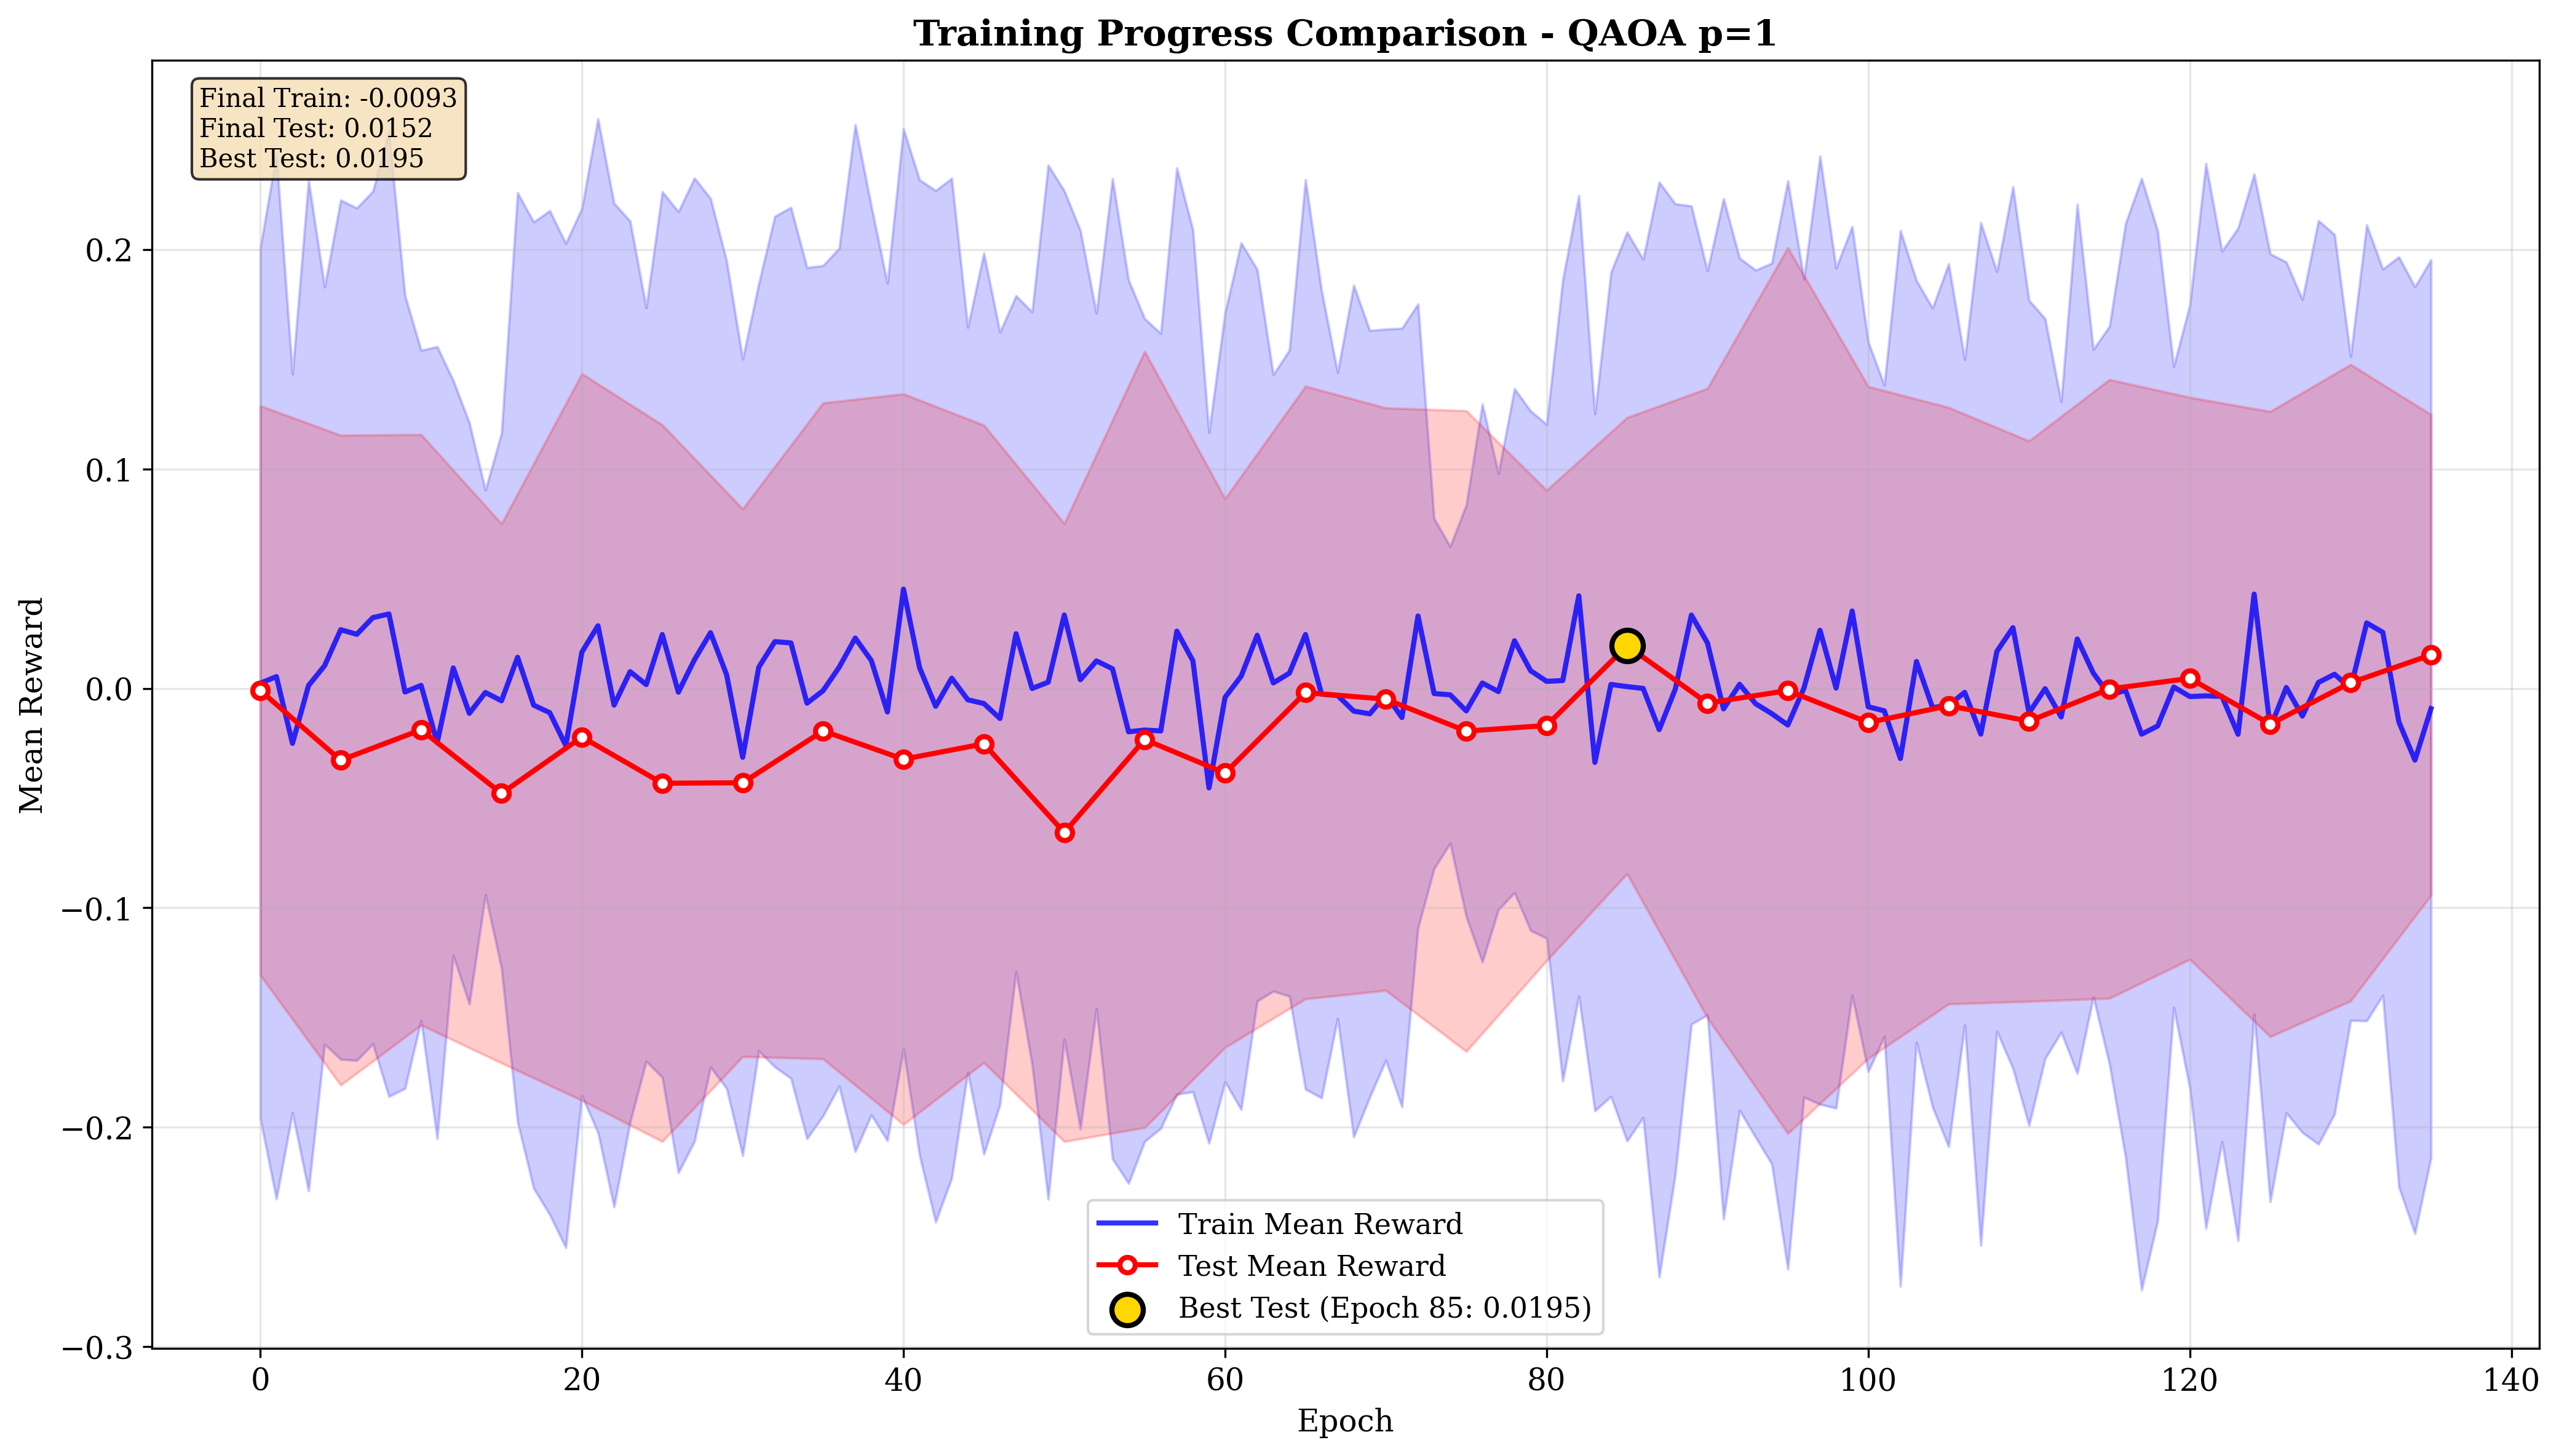 Training Progress Comparison - QAOA p=1
Final Train: -0.0093
Final Test: 0.0152
Best Test: 0.0195
Mean Reward
0.2
0.1
0.0
−0.1
−0.2
−0.3
Train Mean Reward
Test Mean Reward
Best Test (Epoch 85: 0.0195)
0 20 40 60 80 100 120 140
Epoch